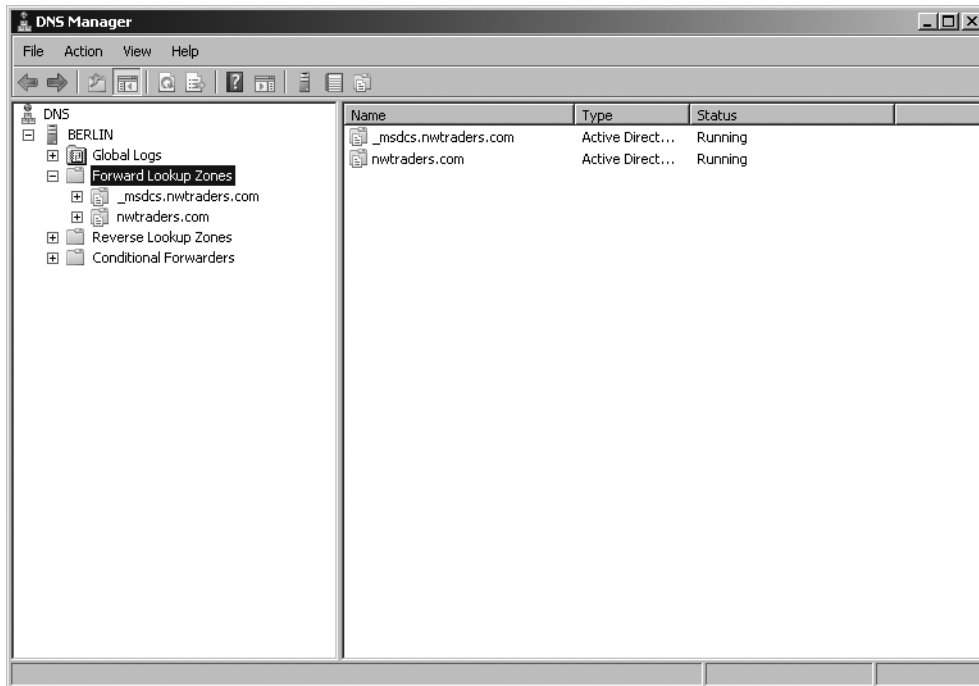 DNS Manager
File Action View Help
DNS
BERLIN
Global Logs
Forward Lookup Zones
_msdcs.nwtraders.com
nwtraders.com
Reverse Lookup Zones
Conditional Forwarders
Name Type Status
_msdcs.nwtraders.com Active Direct... Running
nwtraders.com Active Direct... Running